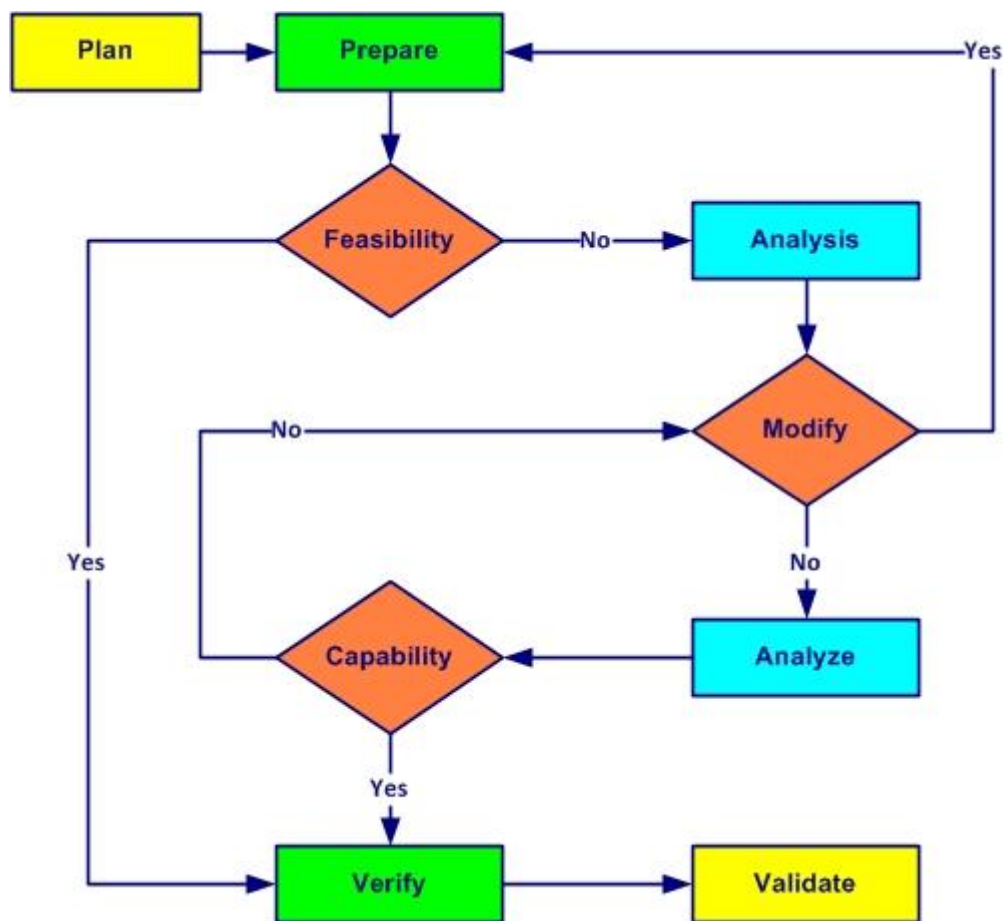 Plan
Prepare
Yes
Feasibility
No
Analysis
No
Modify
Yes
No
Capability
Analyze
Yes
Verify
Validate